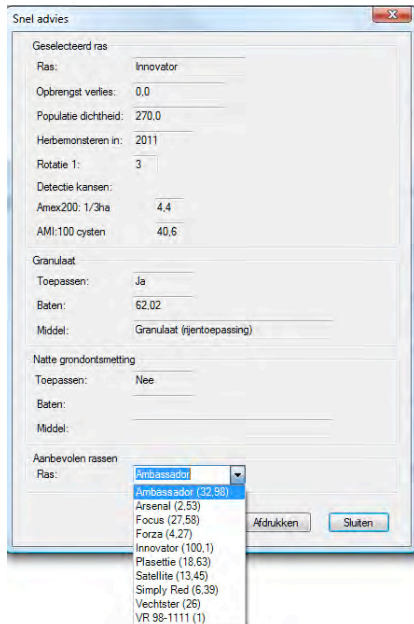 Snel advies
Geselecteerd ras
Ras: Innovator
Opbrengst verlies: 0,0
Populatie dichtheid: 270,0
Herbemonsteren in: 2011
Rotatie 1: 3
Detectie kansen:
Amex200: 1/3ha 4,4
AMI:100 cysten 40,6
Granulaat
Toepassen: Ja
Baten: 62,02
Middel: Granulaat (rijentoepassing)
Natte grondontsmetting
Toepassen: Nee
Baten:
Middel:
Aanbevolen rassen
Ras: Ambassador
Ambassador (32,98)
Arsenal (2,53)
Focus (27,58)
Forza (4,27)
Innovator (100,1)
Plasettie (18,63)
Satellite (13,45)
Simply Red (6,39)
Vechtster (26)
VR 98-1111 (1)
Afdrukken Sluiten